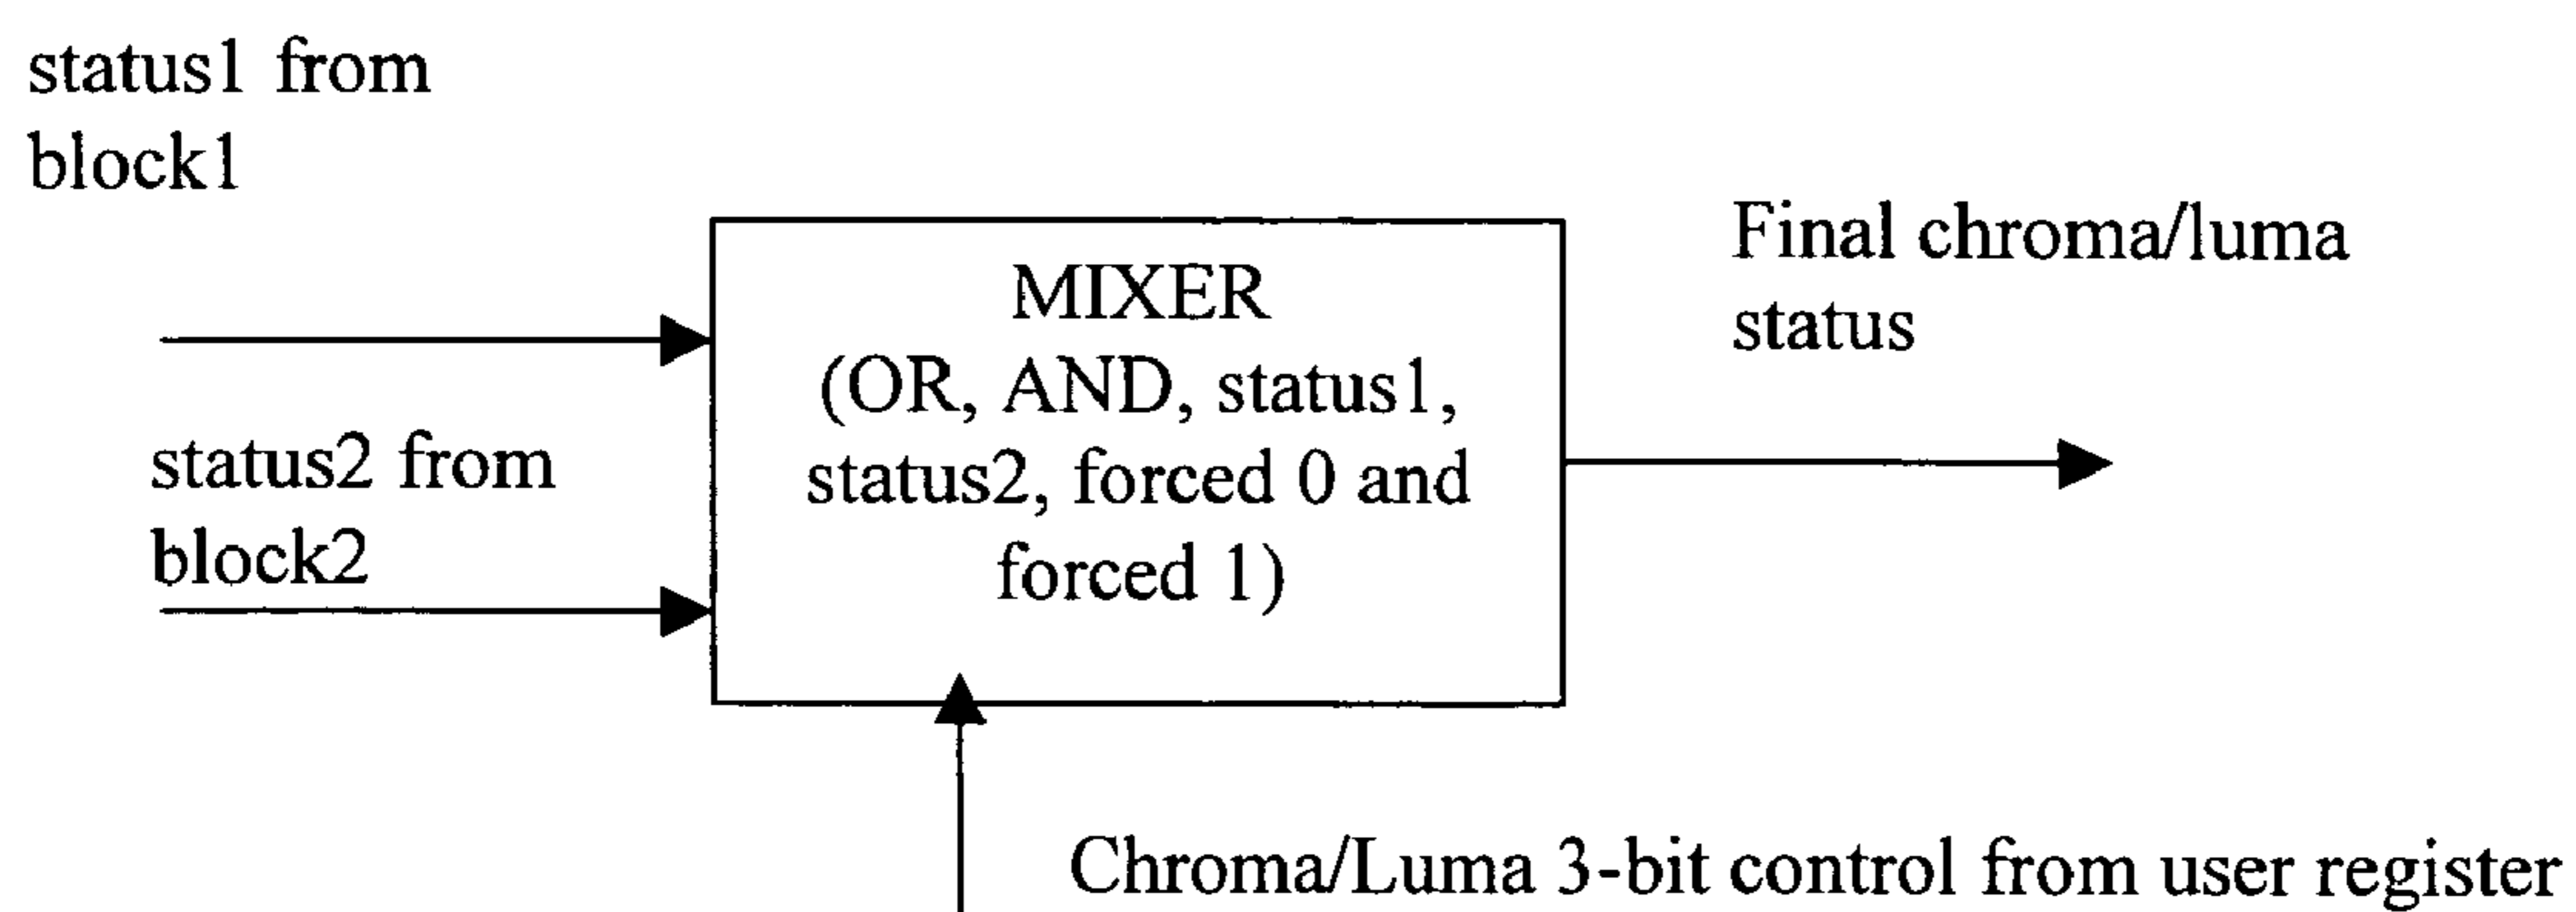 status1 from
block1
status2 from
block2
MIXER
(OR, AND, status1,
status2, forced 0 and
forced 1)
Final chroma/luma
status
Chroma/Luma 3-bit control from user register